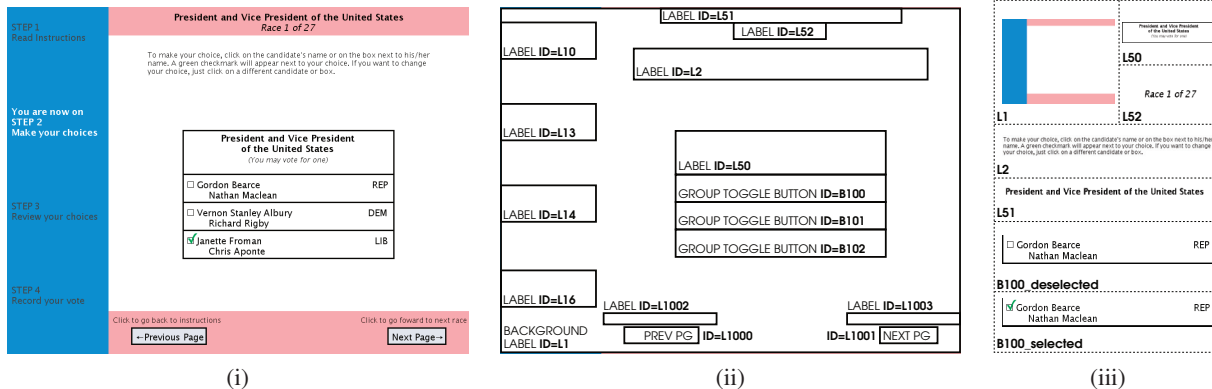 STEP 1
Read Instructions
You are now on
STEP 2
Make your choices
STEP 3
Review your choices
STEP 4
Record your vote
President and Vice President of the United States
Race 1 of 27
To make your choice, click on the candidate's name or on the box next to his/her
name. A green checkmark will appear next to your choice. If you want to change
your choice, just click on a different candidate or box.
President and Vice President
of the United States
(You may vote for one)
Gordon Bearce REP
Nathan Maclean
Vernon Stanley Albury DEM
Richard Rigby
Janette Froman LIB
Chris Aponte
Click to go back to instructions
Click to go foward to next race
←Previous Page
Next Page→
(i)
LABEL ID=L51
LABEL ID=L52
LABEL ID=L10
LABEL ID=L2
LABEL ID=L13
LABEL ID=L50
GROUP TOGGLE BUTTON ID=B100
LABEL ID=L14
GROUP TOGGLE BUTTON ID=B101
GROUP TOGGLE BUTTON ID=B102
LABEL ID=L16
LABEL ID=L1002
LABEL ID=L1003
BACKGROUND
LABEL ID=L1
PREV PG ID=L1000
ID=L1001 NEXT PG
(ii)
President and Vice President
of the United States
(You may vote for one)
L50
Race 1 of 27
L1
L52
To make your choice, click on the candidate's name or on the box next to his/her
name. A green checkmark will appear next to your choice. If you want to change
your choice, just click on a different candidate or box.
L2
President and Vice President of the United States
L51
Gordon Bearce REP
Nathan Maclean
B100_deselected
Gordon Bearce REP
Nathan Maclean
B100_selected
(iii)